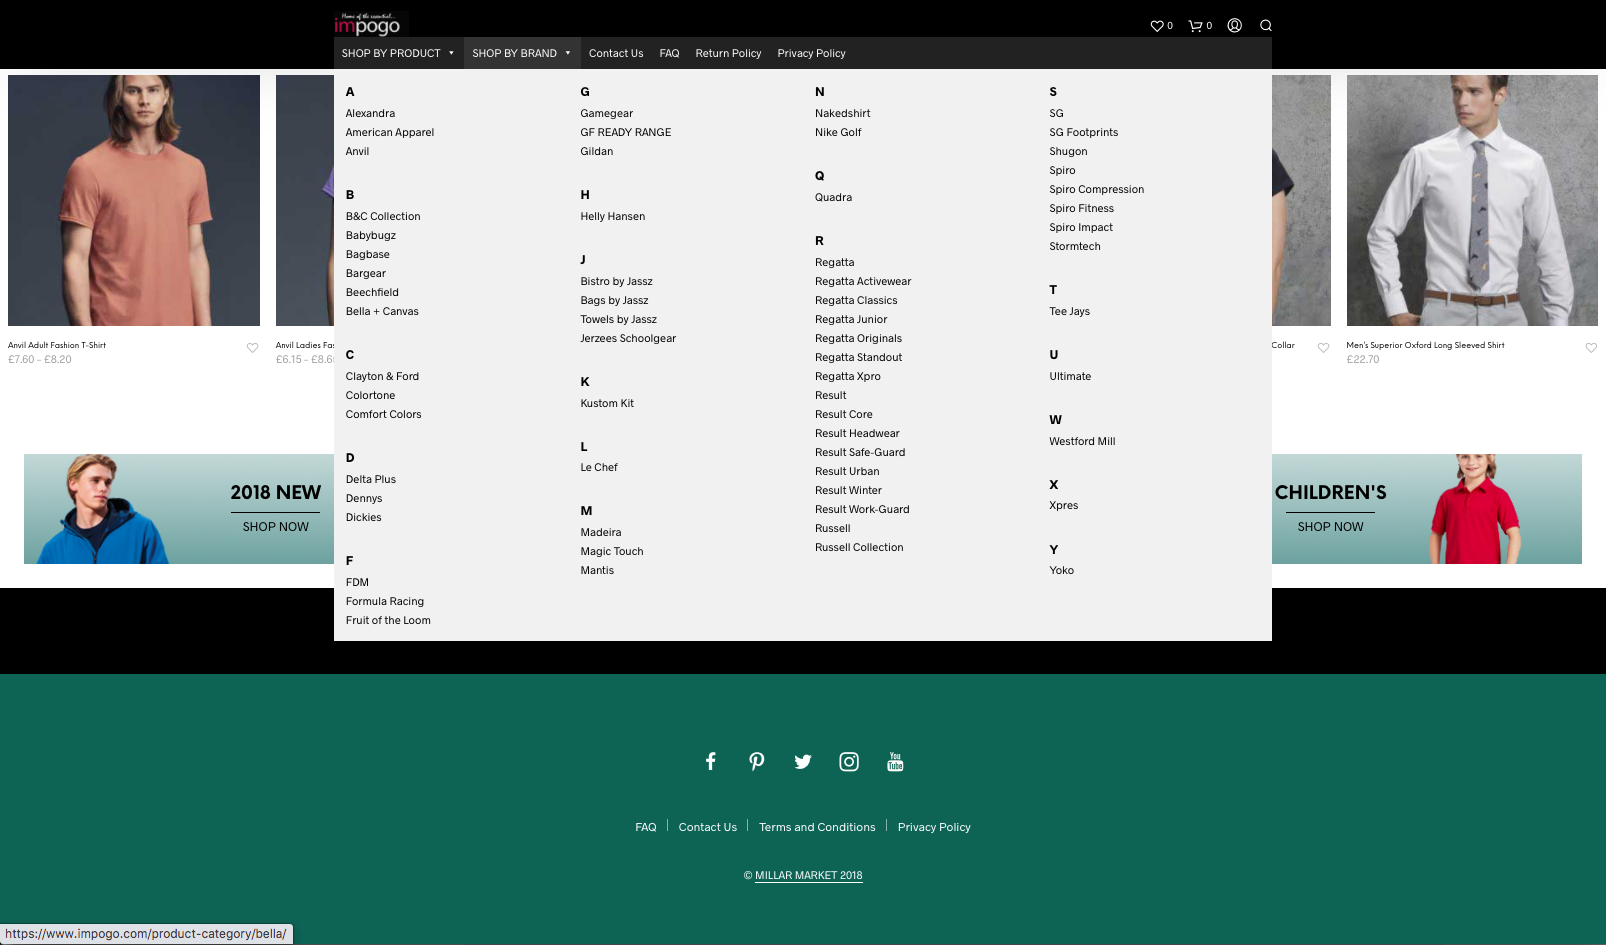 Home of the essential...
impogo
0
0
SHOP BY PRODUCT
SHOP BY BRAND
Contact Us
FAQ
Return Policy
Privacy Policy
A
Alexandra
American Apparel
Anvil
B
B&C Collection
Babybugz
Bagbase
Bargear
Beechfield
Bella + Canvas
C
Clayton & Ford
Colortone
Comfort Colors
D
Delta Plus
Dennys
Dickies
F
FDM
Formula Racing
Fruit of the Loom
G
Gamegear
GF READY RANGE
Gildan
H
Helly Hansen
J
Bistro by Jassz
Bags by Jassz
Towels by Jassz
Jerzees Schoolgear
K
Kustom Kit
L
Le Chef
M
Madeira
Magic Touch
Mantis
N
Nakedshirt
Nike Golf
Q
Quadra
R
Regatta
Regatta Activewear
Regatta Classics
Regatta Junior
Regatta Originals
Regatta Standout
Regatta Xpro
Result
Result Core
Result Headwear
Result Safe-Guard
Result Urban
Result Winter
Result Work-Guard
Russell
Russell Collection
S
SG
SG Footprints
Shugon
Spiro
Spiro Compression
Spiro Fitness
Spiro Impact
Stormtech
T
Tee Jays
U
Ultimate
W
Westford Mill
X
Xpres
Y
Yoko
Anvil Adult Fashion T-Shirt
£7.60 – £8.20
Anvil Ladies Fas
£6.15 – £8.6
Collar
Men's Superior Oxford Long Sleeved Shirt
£22.70
2018 NEW
SHOP NOW
CHILDREN'S
SHOP NOW
You
Tube
FAQ
Contact Us
Terms and Conditions
Privacy Policy
© MILLAR MARKET 2018
https://www.impogo.com/product-category/bella/